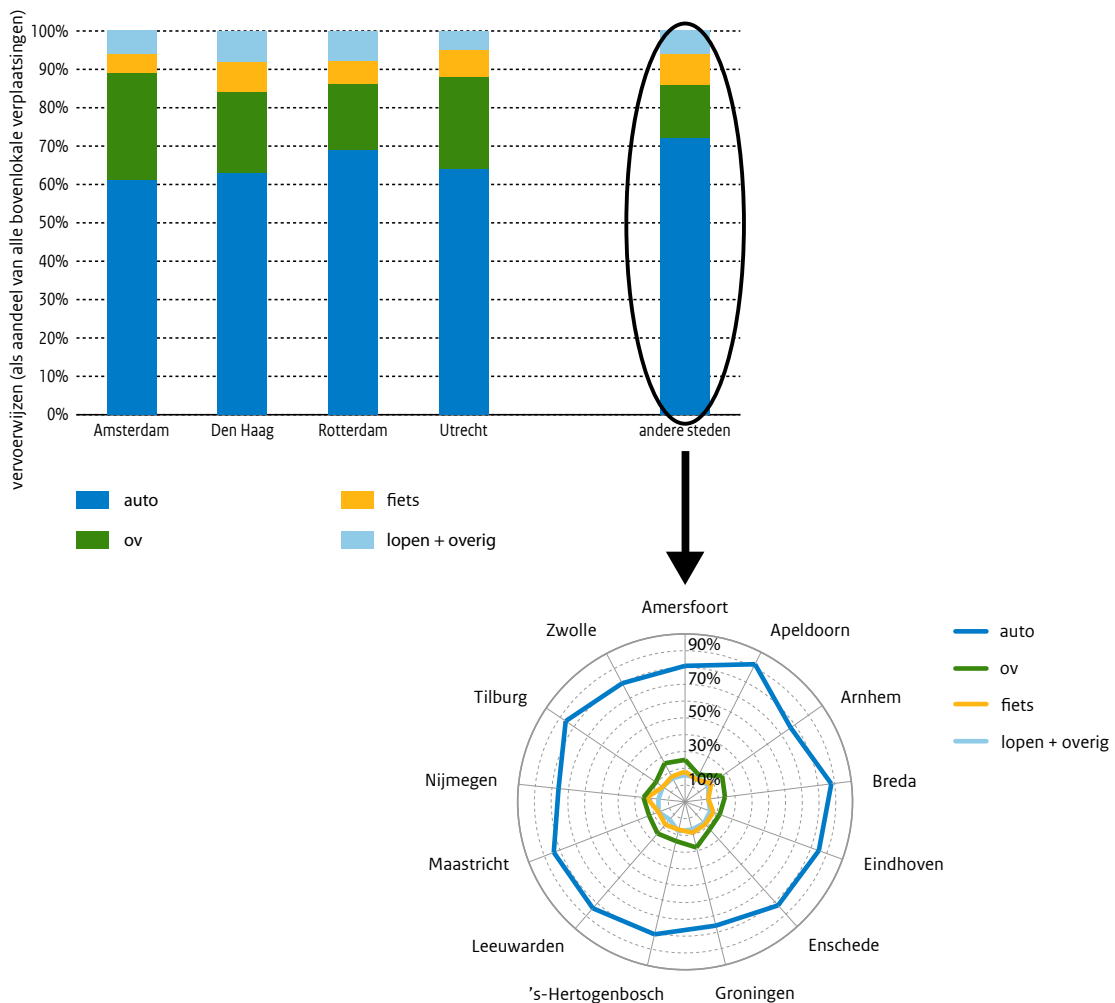 vervoerwijzen (als aandeel van alle bovenlokale verplaatsingen)
100%
90%
80%
70%
60%
50%
40%
30%
20%
10%
0%
Amsterdam
Den Haag
Rotterdam
Utrecht
andere steden
auto
fiets
ov
lopen + overig
Amersfoort
Zwolle
Apeldoorn
Tilburg
Arnhem
Nijmegen
Breda
Maastricht
Eindhoven
Leeuwarden
Enschede
's-Hertogenbosch
Groningen
90%
70%
50%
30%
10%
auto
ov
fiets
lopen + overig